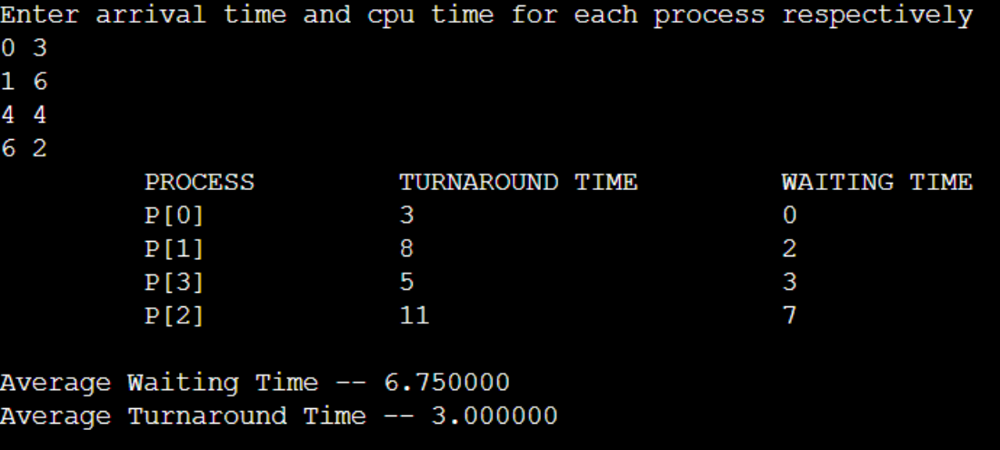 Enter arrival time and cpu time for each process respectively
0 3
1 6
4 4
6 2
PROCESS TURNAROUND TIME WAITING TIME
P[0] 3 0
P[1] 8 2
P[3] 5 3
P[2] 11 7
Average Waiting Time -- 6.750000
Average Turnaround Time -- 3.000000